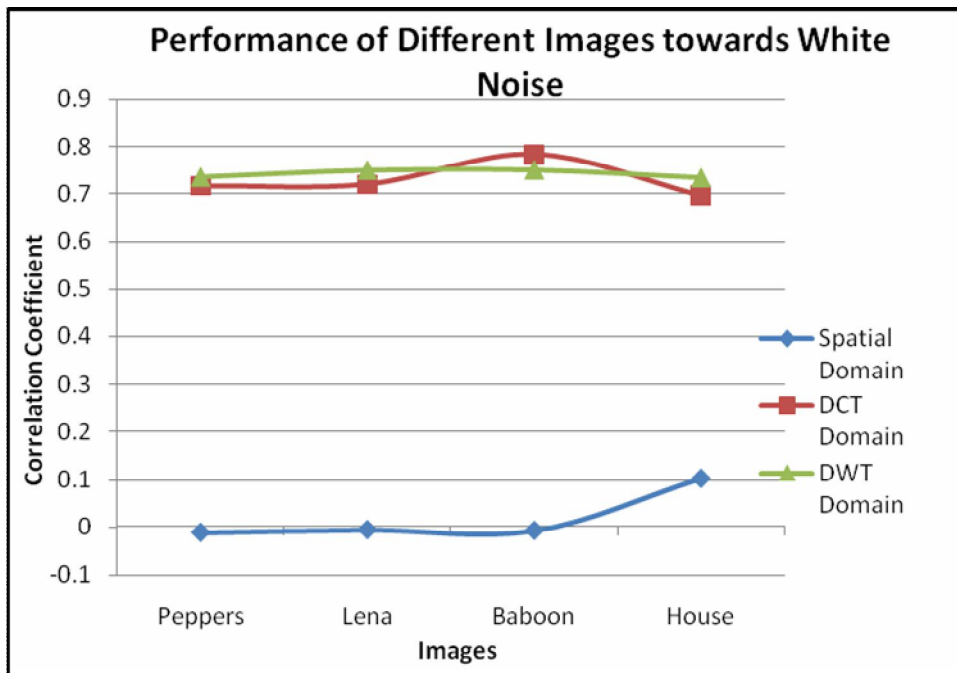 Performance of Different Images towards White
Noise
0.9
0.8
0.7
0.6
0.5
0.4
0.3
0.2
0.1
0
-0.1
Correlation Coefficient
Peppers Lena Baboon House
Images
Spatial
Domain
DCT
Domain
DWT
Domain